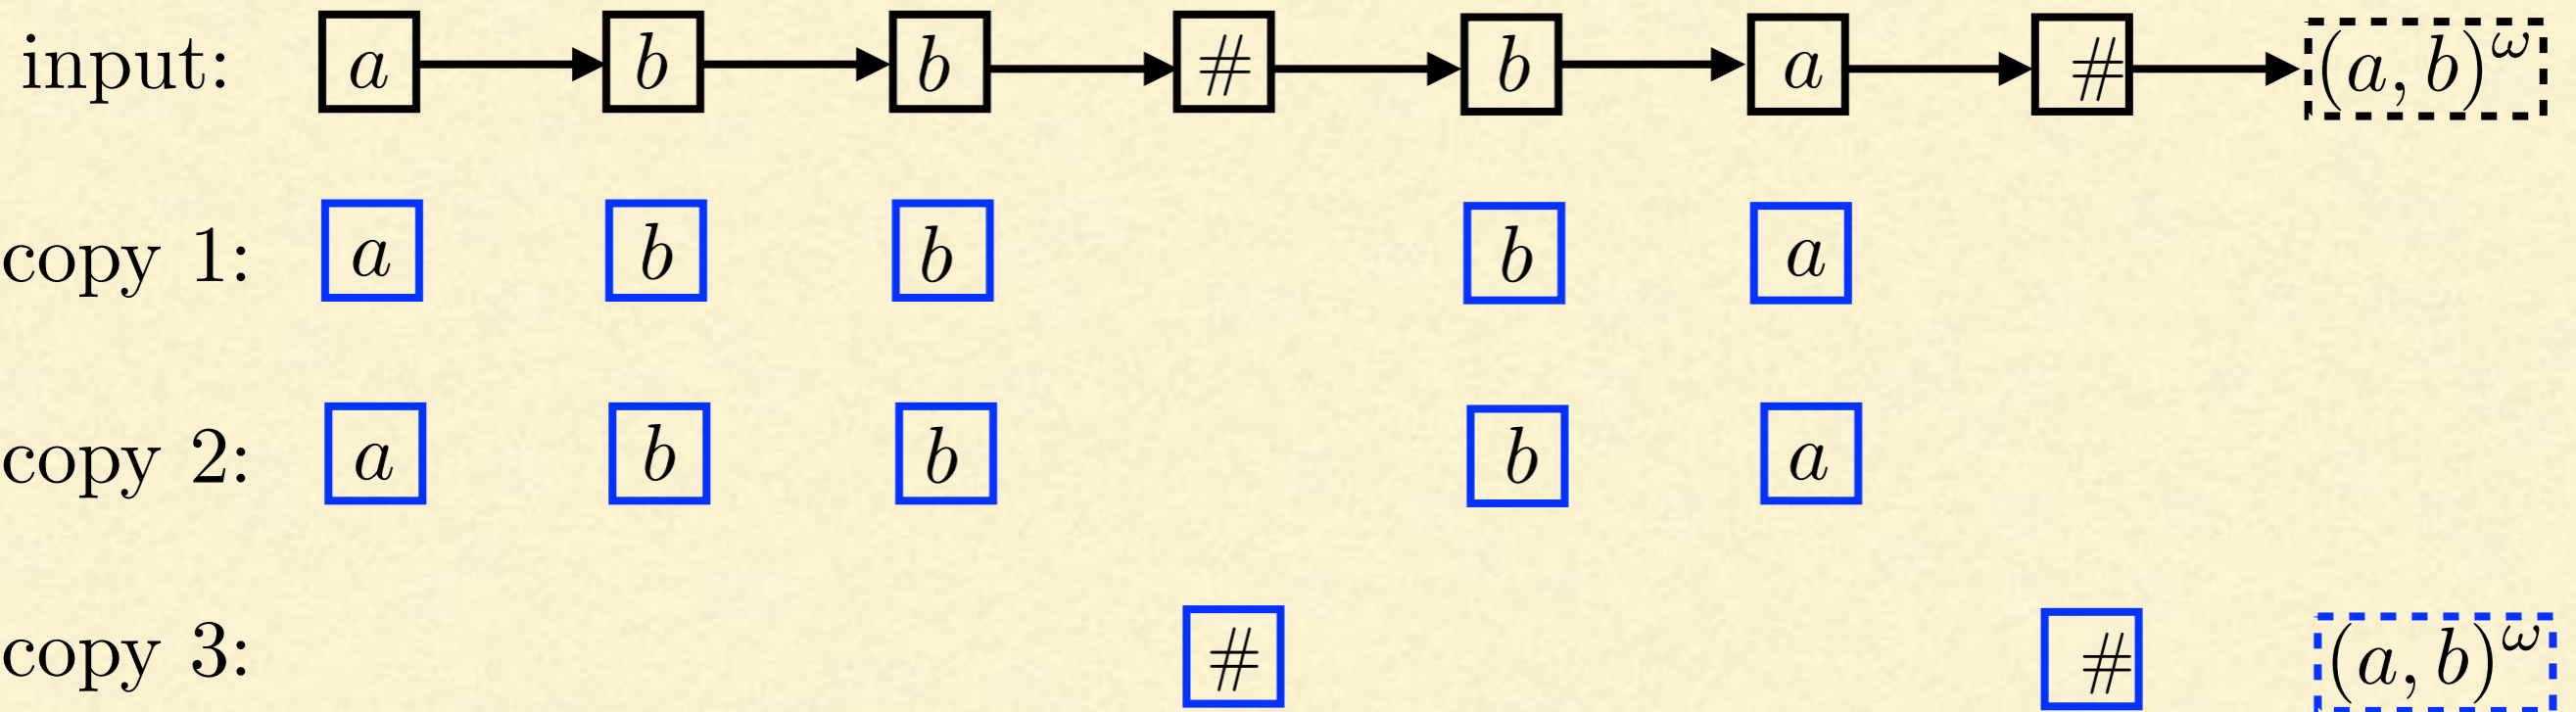 input: a b b # b a # (a, b)^ω
copy 1: a b b b a
copy 2: a b b b a
copy 3: # # (a, b)^ω